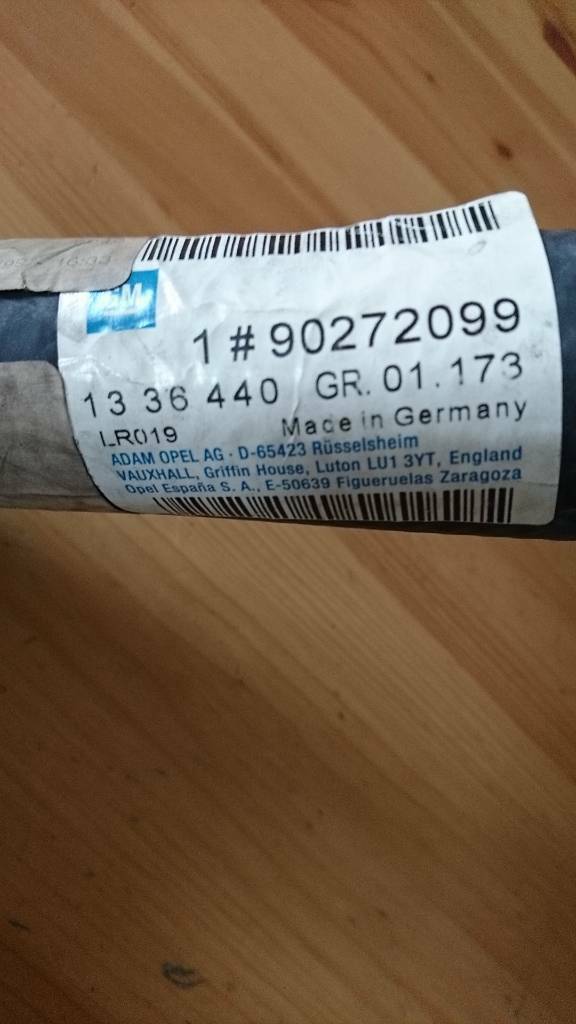 GM
1 # 90272099
13 36 440 GR. 01.173
LR019 Made in Germany
ADAM OPEL AG · D-65423 Rüsselsheim
VAUXHALL, Griffin House, Luton LU1 3YT, England
Opel España S. A., E-50639 Figueruelas Zaragoza